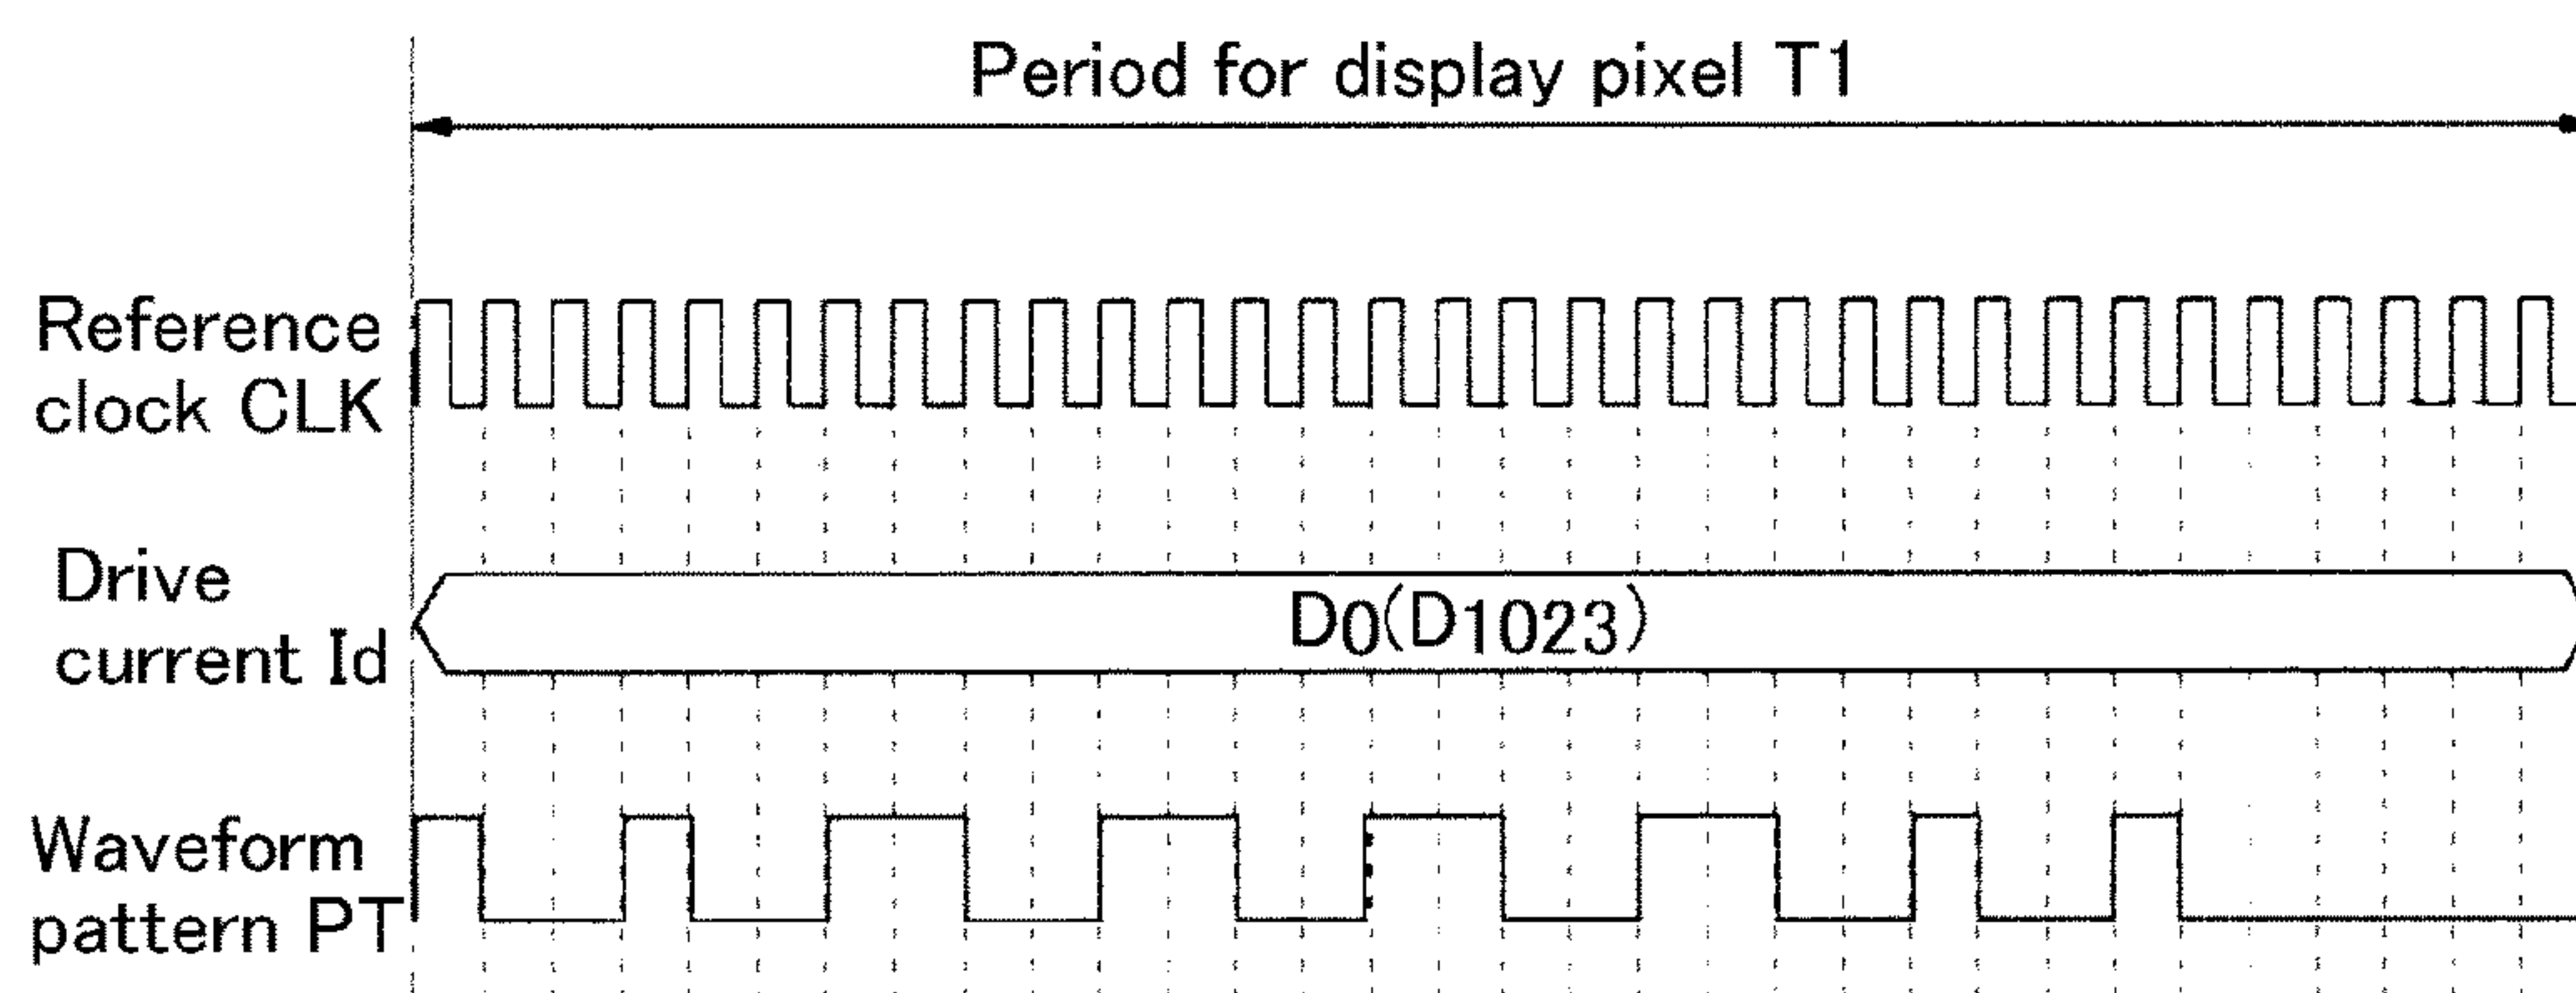 Period for display pixel T1
Reference
clock CLK
Drive
current Id
D0(D1023)
Waveform
pattern PT